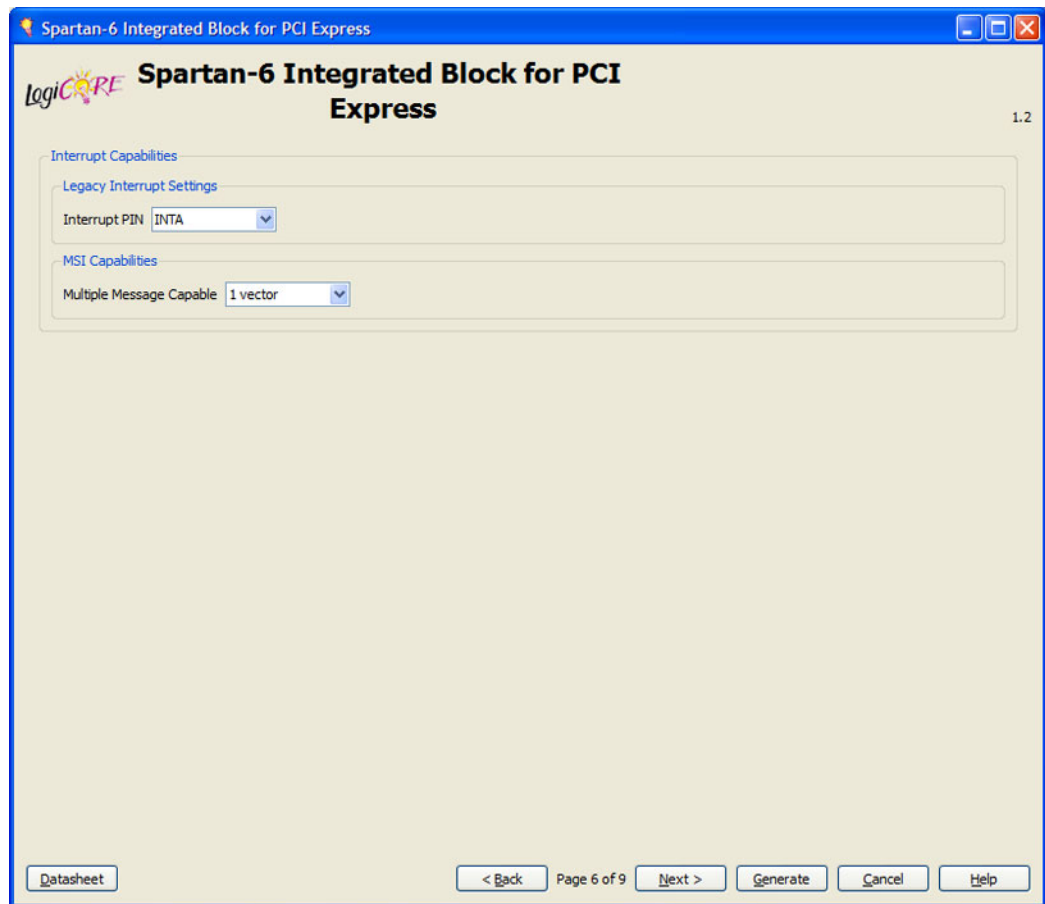 Spartan-6 Integrated Block for PCI Express
LogiCORE
Spartan-6 Integrated Block for PCI
Express
1.2
Interrupt Capabilities
Legacy Interrupt Settings
Interrupt PIN INTA
MSI Capabilities
Multiple Message Capable 1 vector
Datasheet < Back Page 6 of 9 Next > Generate Cancel Help